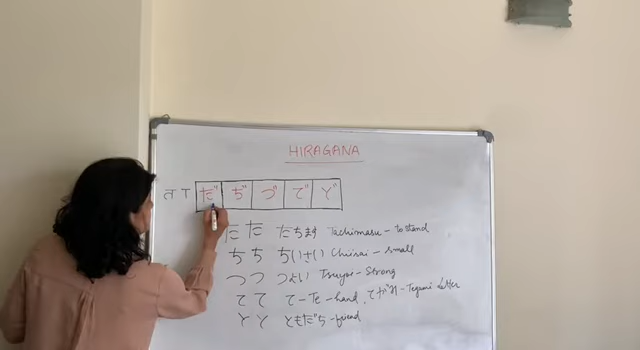 HIRAGANA
त T だ ぢ づ で ど
た た たちます Tachimasu - to stand
ち ち ちいさい Chiisai - small
つ つ つよい Tsuyoi - Strong
て て て - Te - hand, てがみ - Tegami Letter
と と ともだち - friend